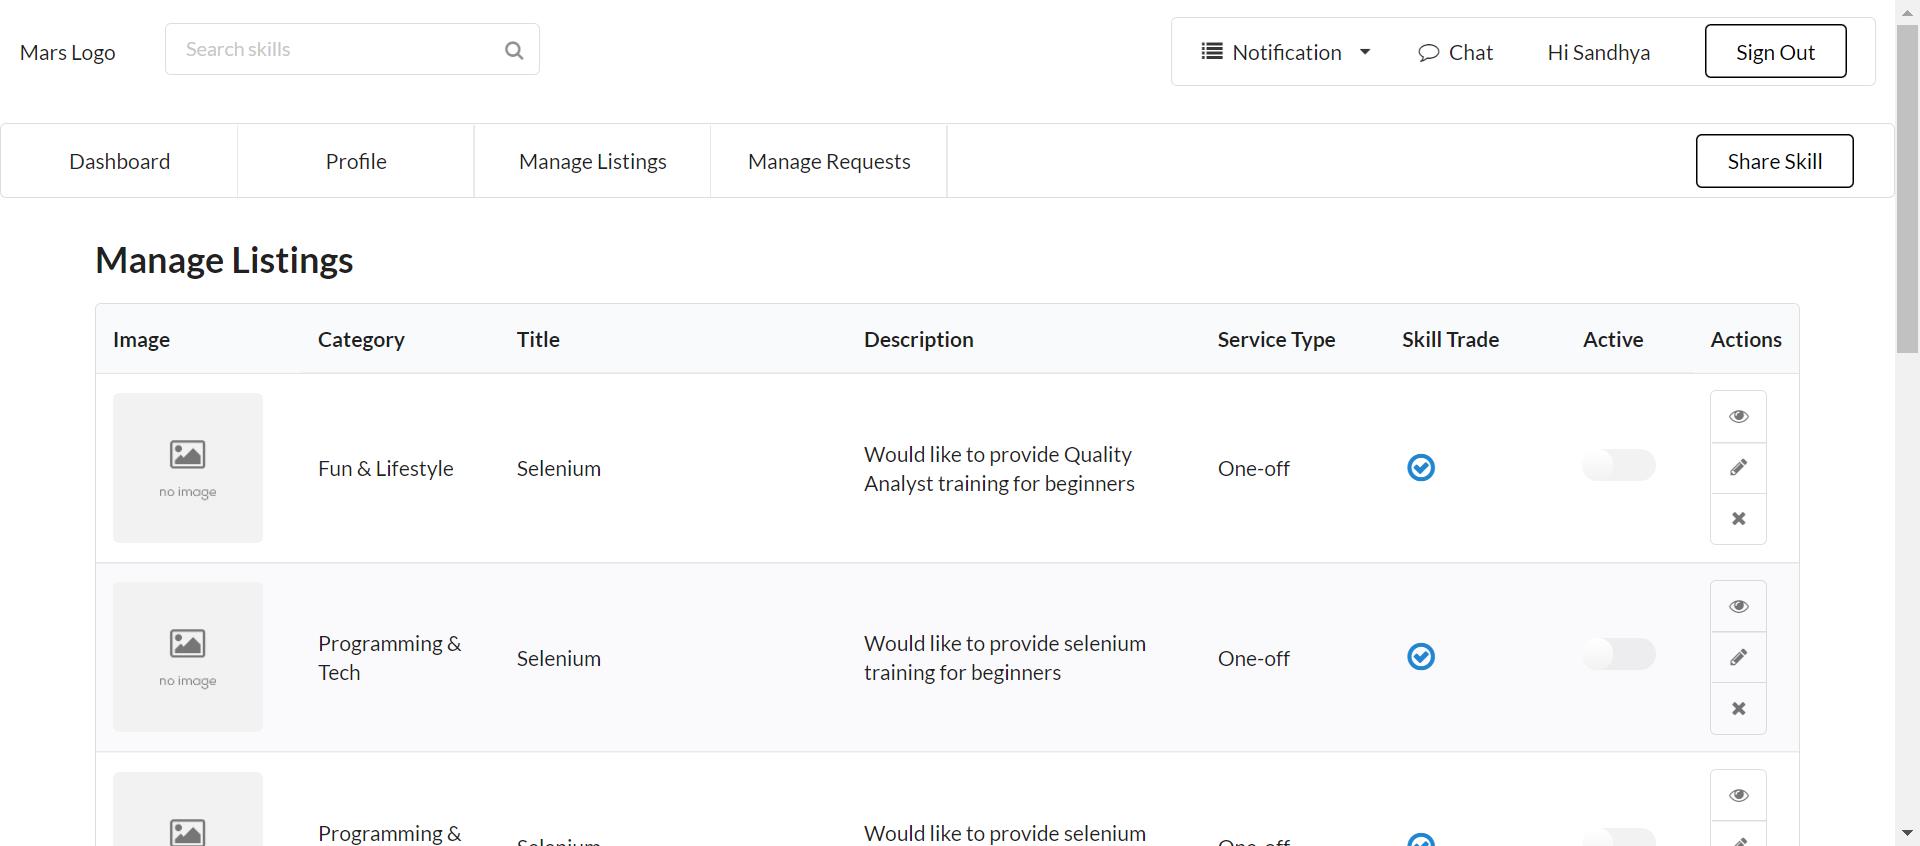 Mars Logo
Search skills
Notification
Chat
Hi Sandhya
Sign Out
Dashboard
Profile
Manage Listings
Manage Requests
Share Skill
Manage Listings
Image Category Title Description Service Type Skill Trade Active Actions
no image
Fun & Lifestyle
Selenium
Would like to provide Quality
Analyst training for beginners
One-off
no image
Programming &
Tech
Selenium
Would like to provide selenium
training for beginners
One-off
Programming &
Selenium
Would like to provide selenium
One-off